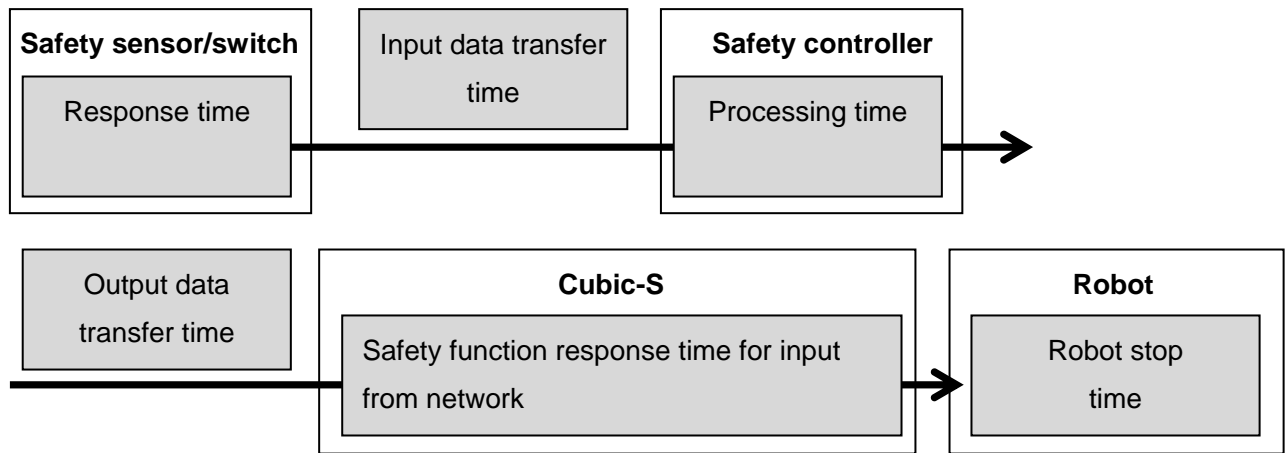 Safety sensor/switch
Response time
Input data transfer
time
Safety controller
Processing time
Output data
transfer time
Cubic-S
Safety function response time for input
from network
Robot
Robot stop
time